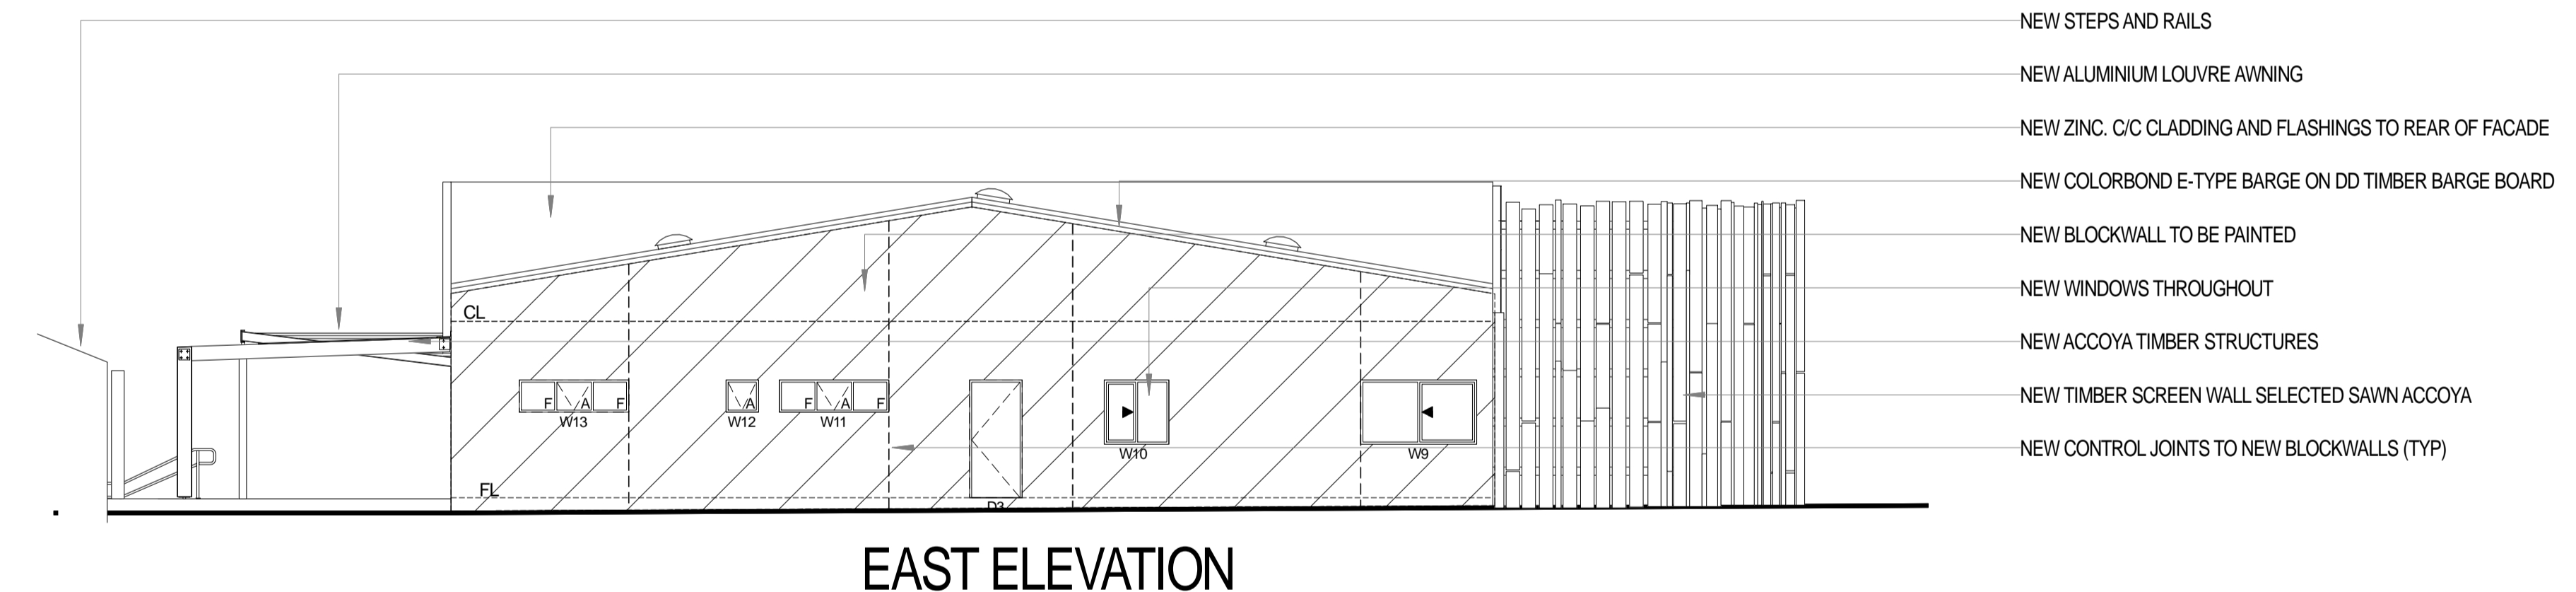 NEW STEPS AND RAILS
NEW ALUMINIUM LOUVRE AWNING
NEW ZINC. C/C CLADDING AND FLASHINGS TO REAR OF FACADE
NEW COLORBOND E-TYPE BARGE ON DD TIMBER BARGE BOARD
NEW BLOCKWALL TO BE PAINTED
NEW WINDOWS THROUGHOUT
NEW ACCOYA TIMBER STRUCTURES
NEW TIMBER SCREEN WALL SELECTED SAWN ACCOYA
NEW CONTROL JOINTS TO NEW BLOCKWALLS (TYP)
CL
F A F A F A F
W13 W12 W11
W10 W9
FL
D3
EAST ELEVATION